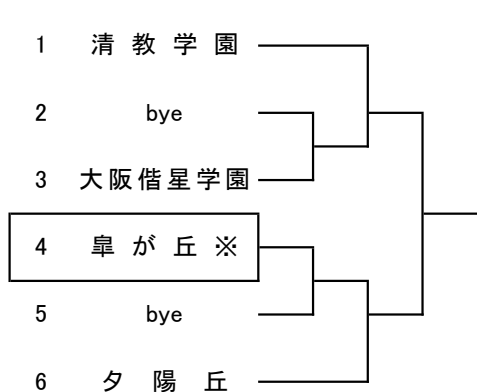 1 清教学園
2 bye
3 大阪偕星学園
4 皐が丘※
5 bye
6 夕陽丘